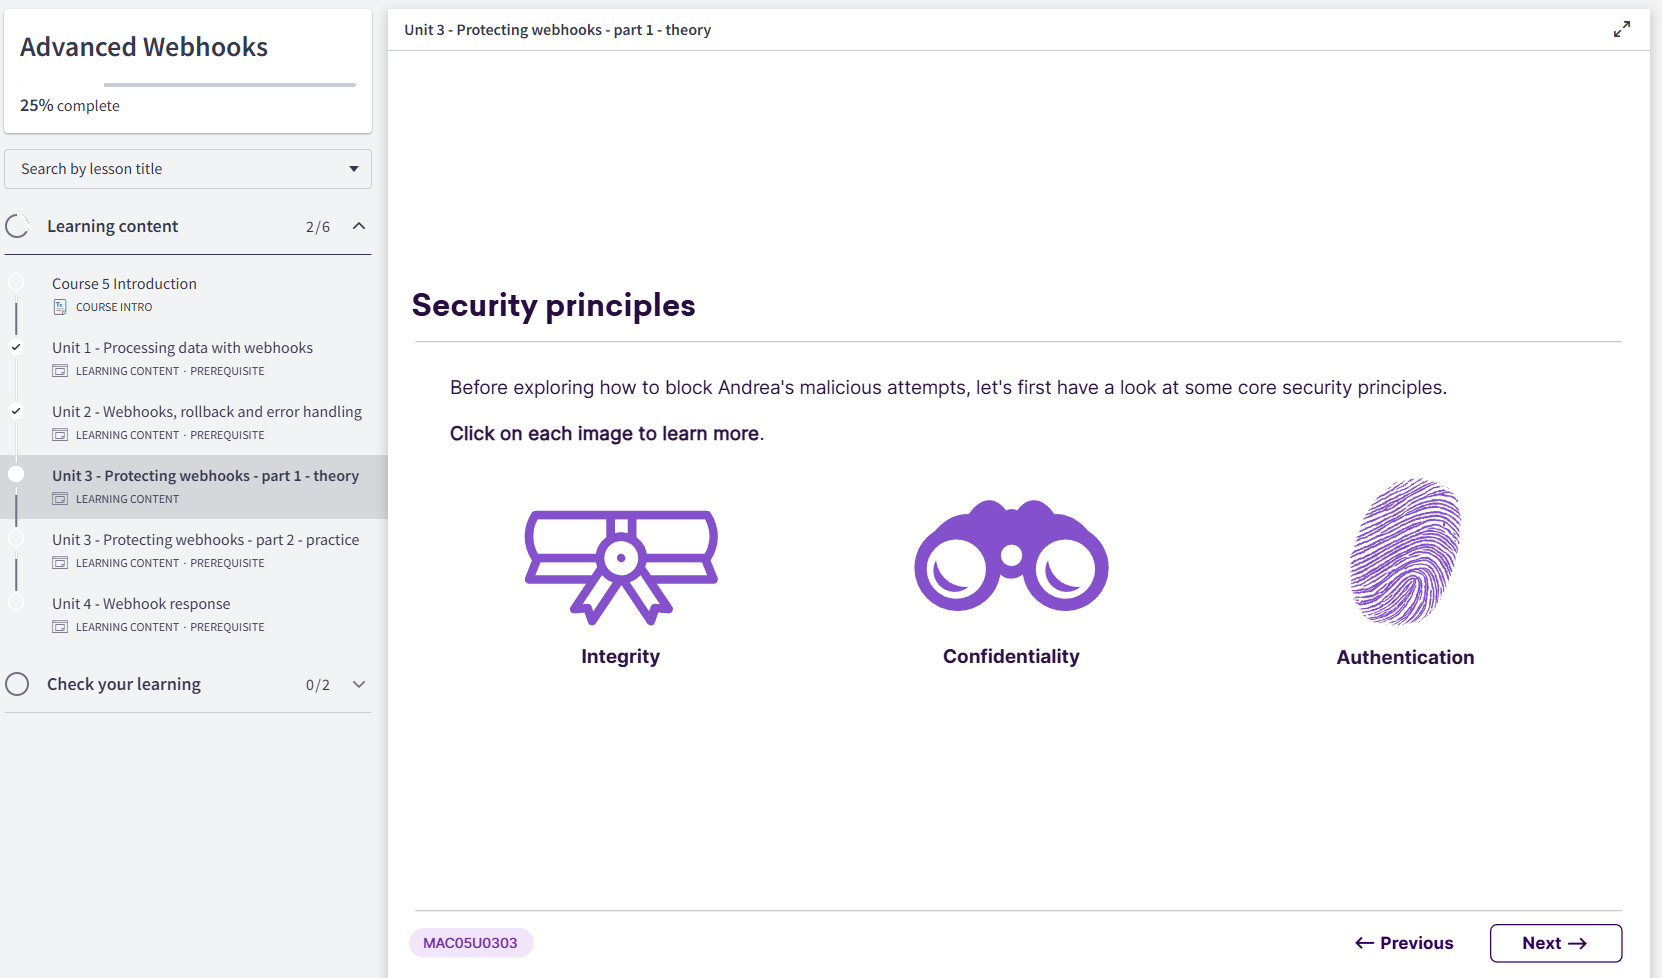 Advanced Webhooks
25% complete
Search by lesson title
Learning content 2/6
Course 5 Introduction
COURSE INTRO
Unit 1 - Processing data with webhooks
LEARNING CONTENT · PREREQUISITE
Unit 2 - Webhooks, rollback and error handling
LEARNING CONTENT · PREREQUISITE
Unit 3 - Protecting webhooks - part 1 - theory
LEARNING CONTENT
Unit 3 - Protecting webhooks - part 2 - practice
LEARNING CONTENT · PREREQUISITE
Unit 4 - Webhook response
LEARNING CONTENT · PREREQUISITE
Check your learning 0/2
Unit 3 - Protecting webhooks - part 1 - theory
Security principles
Before exploring how to block Andrea's malicious attempts, let's first have a look at some core security principles.
Click on each image to learn more.
Integrity
Confidentiality
Authentication
MAC05U0303
← Previous
Next →